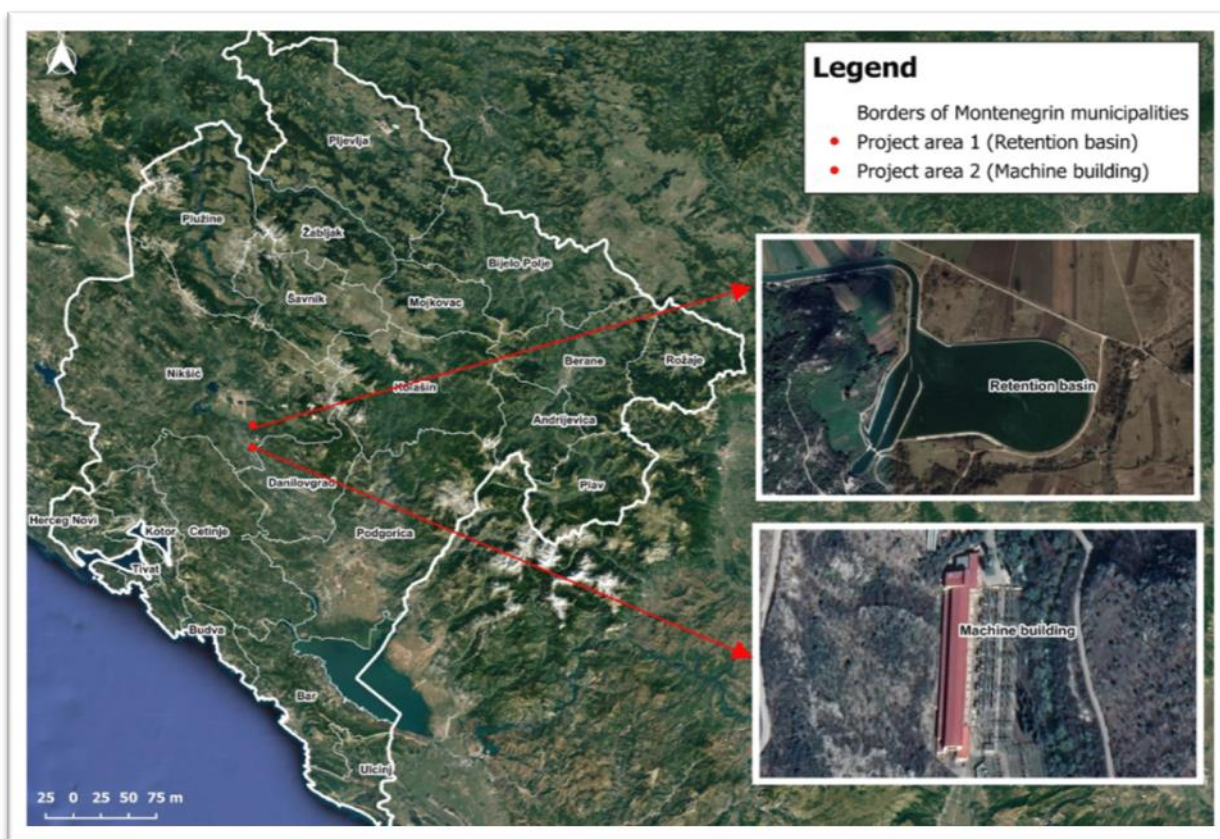 Legend
Borders of Montenegrin municipalities
Project area 1 (Retention basin)
Project area 2 (Machine building)
Pljevlja
Plužine
Žabljak
Bijelo Polje
Šavnik
Mojkovac
Nikšić
Kolašin
Berane
Rožaje
Andrijevica
Retention basin
Danilovgrad
Plav
Herceg Novi
Kotor
Cetinje
Podgorica
Tivat
Budva
Machine building
Bar
Ulcinj
25 0 25 50 75 m